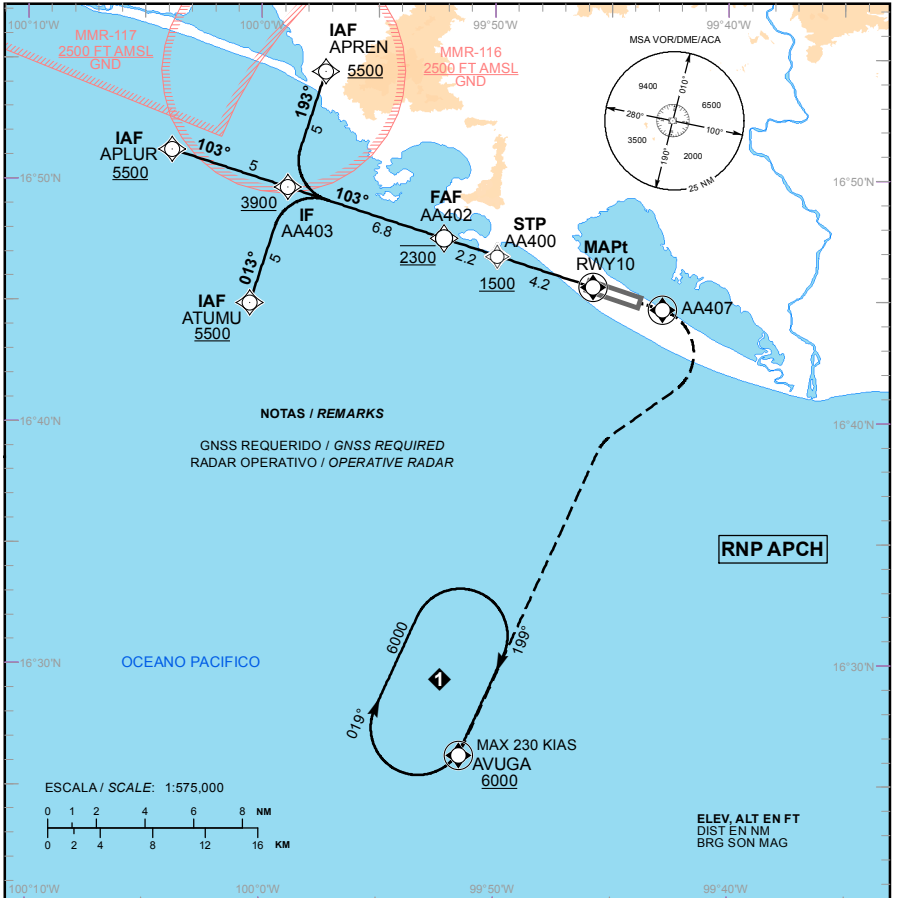 100°10'W
100°0'W
99°50'W
99°40'W
MMR-117
2500 FT AMSL
GND
IAF
APREN
5500
MMR-116
2500 FT AMSL
GND
MSA VOR/DME/ACA
9400
010°
6500
280°
100°
3500
190°
2000
25 NM
193°
5
IAF
APLUR
5500
103°
5
16°50'N
16°50'N
3900
IF
AA403
103°
6.8
FAF
AA402
2300
2.2
STP
AA400
1500
4.2
MAPt
RWY10
AA407
013°
5
IAF
ATUMU
5500
16°40'N
16°40'N
NOTAS / REMARKS
GNSS REQUERIDO / GNSS REQUIRED
RADAR OPERATIVO / OPERATIVE RADAR
RNP APCH
6000
199°
1
019°
OCEANO PACIFICO
16°30'N
16°30'N
MAX 230 KIAS
AVUGA
6000
ESCALA / SCALE: 1:575,000
0 1 2 4 6 8 NM
0 2 4 8 12 16 KM
ELEV, ALT EN FT
DIST EN NM
BRG SON MAG
100°10'W
100°0'W
99°50'W
99°40'W